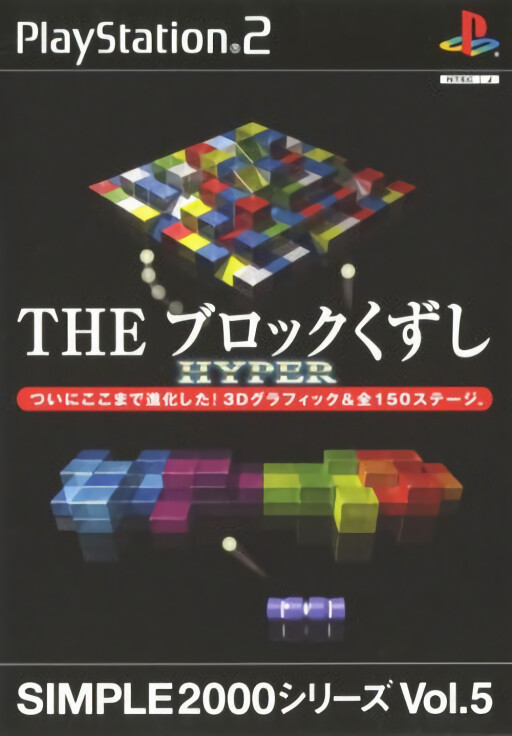 PlayStation®2
NTSC J
THE ブロックくずし
HYPER
ついにここまで進化した！3Dグラフィック&全150ステージ。
SIMPLE2000シリーズ Vol.5